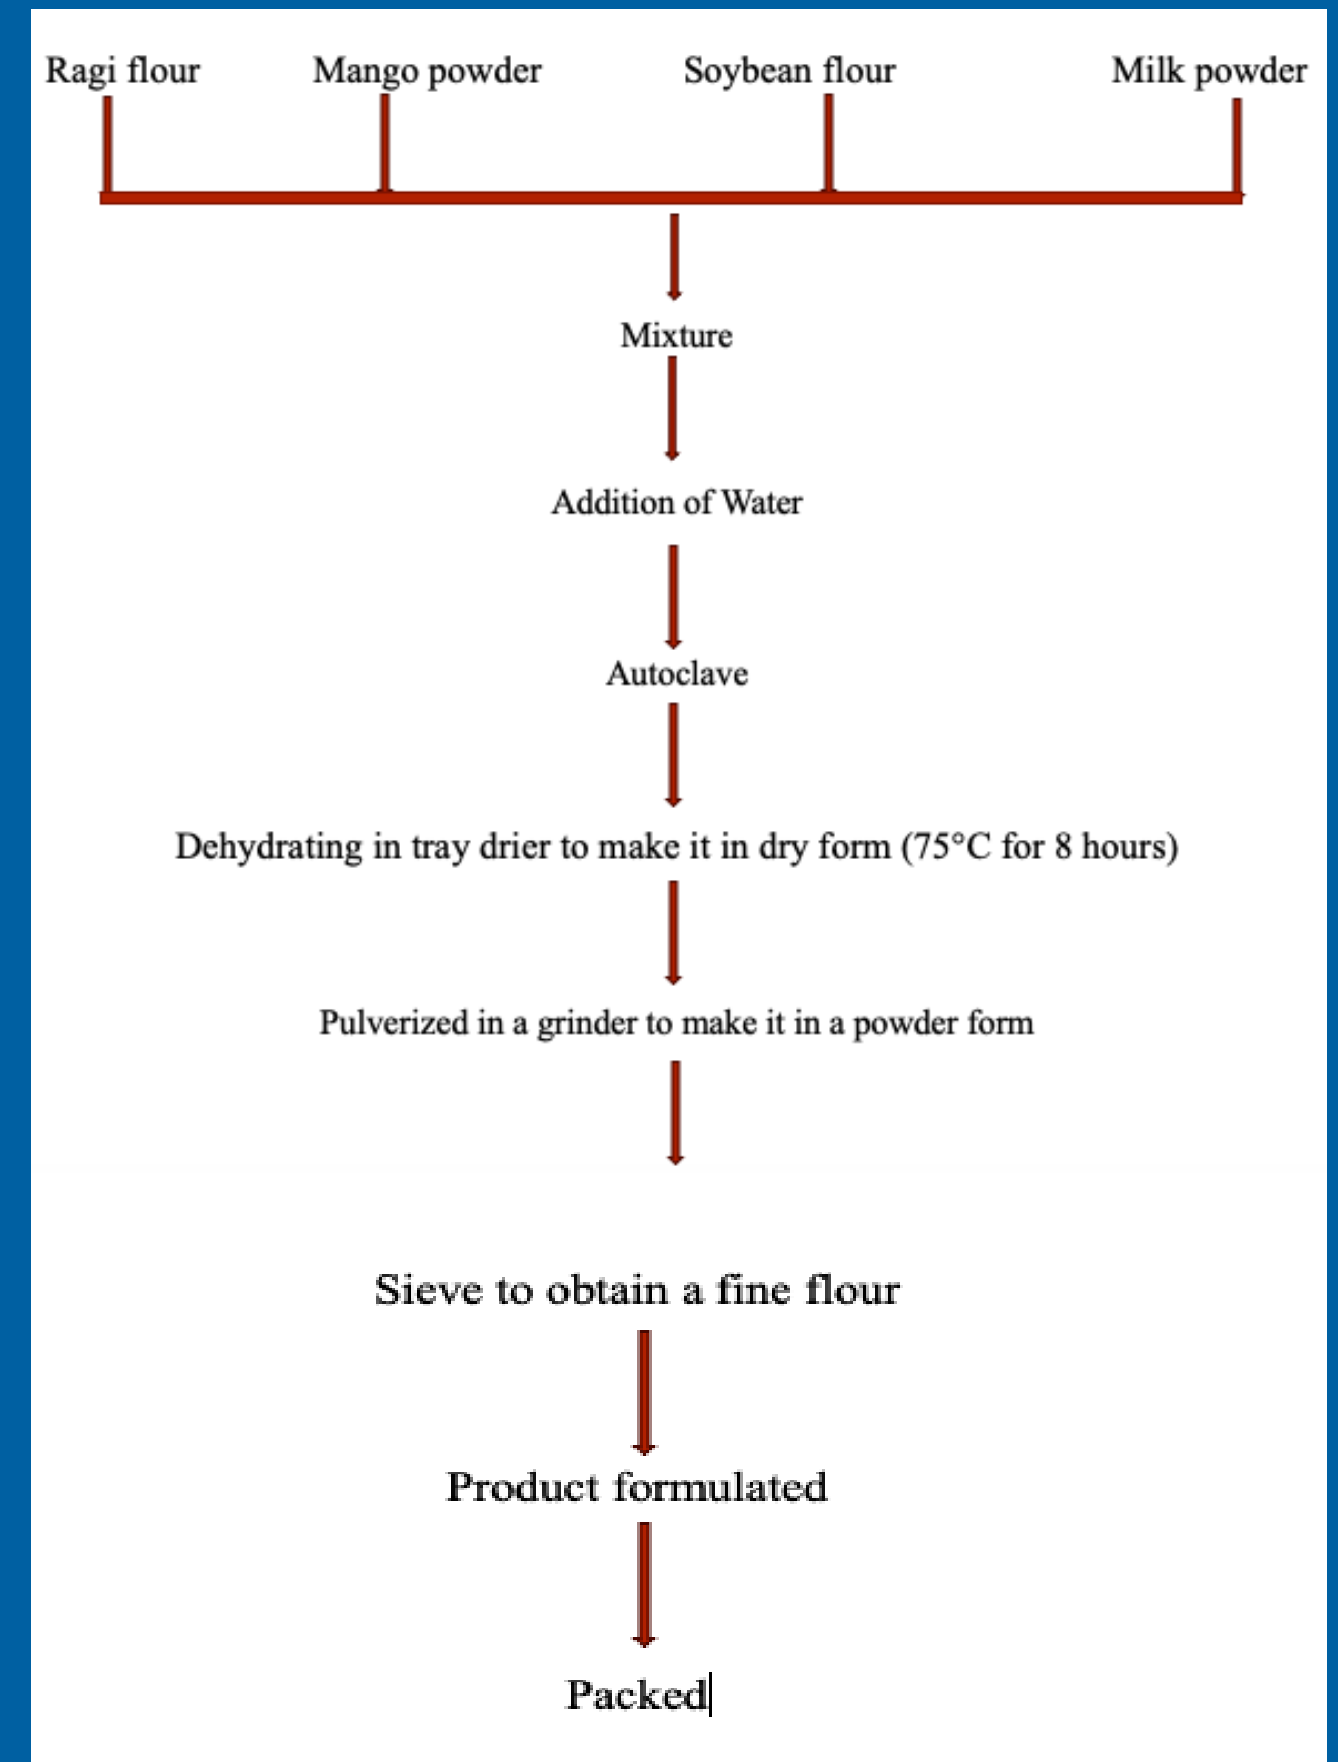 Ragi flour Mango powder Soybean flour Milk powder
Mixture
Addition of Water
Autoclave
Dehydrating in tray drier to make it in dry form (75°C for 8 hours)
Pulverized in a grinder to make it in a powder form
Sieve to obtain a fine flour
Product formulated
Packed